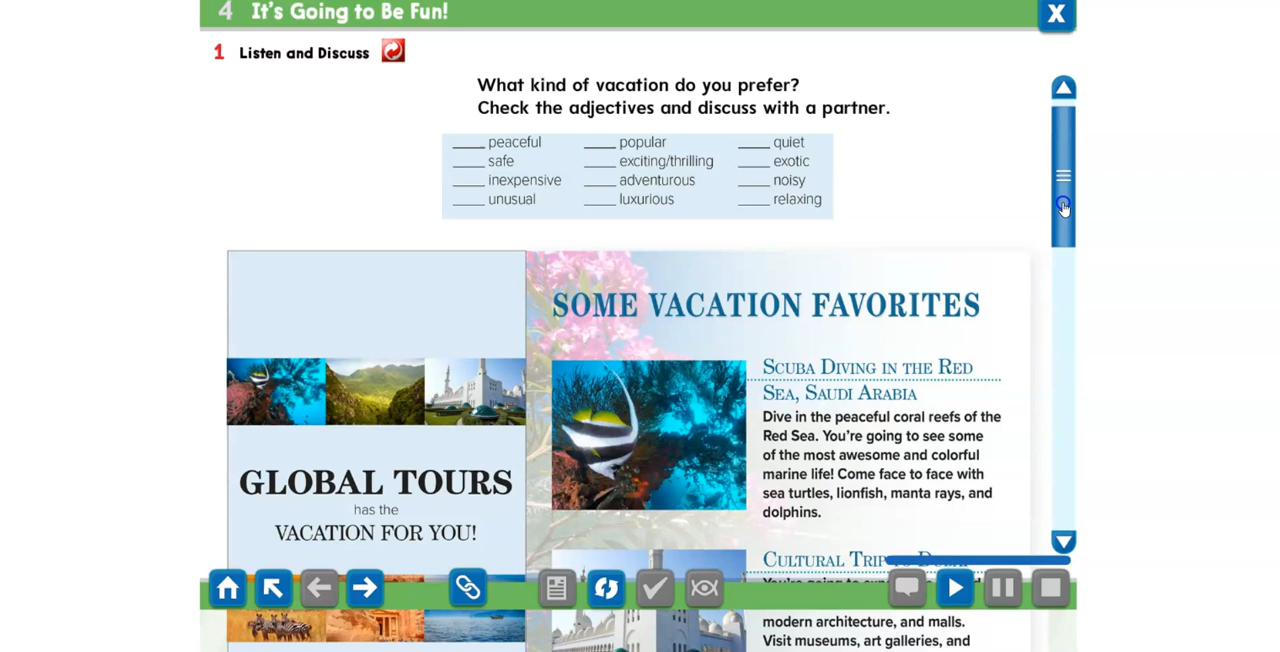 4 It's Going to Be Fun!
X
1 Listen and Discuss
What kind of vacation do you prefer?
Check the adjectives and discuss with a partner.
____ peaceful ____ popular ____ quiet
____ safe ____ exciting/thrilling ____ exotic
____ inexpensive ____ adventurous ____ noisy
____ unusual ____ luxurious ____ relaxing
GLOBAL TOURS
has the
VACATION FOR YOU!
SOME VACATION FAVORITES
SCUBA DIVING IN THE RED
SEA, SAUDI ARABIA
Dive in the peaceful coral reefs of the
Red Sea. You're going to see some
of the most awesome and colorful
marine life! Come face to face with
sea turtles, lionfish, manta rays, and
dolphins.
CULTURAL TRIP
modern architecture, and malls.
Visit museums, art galleries, and